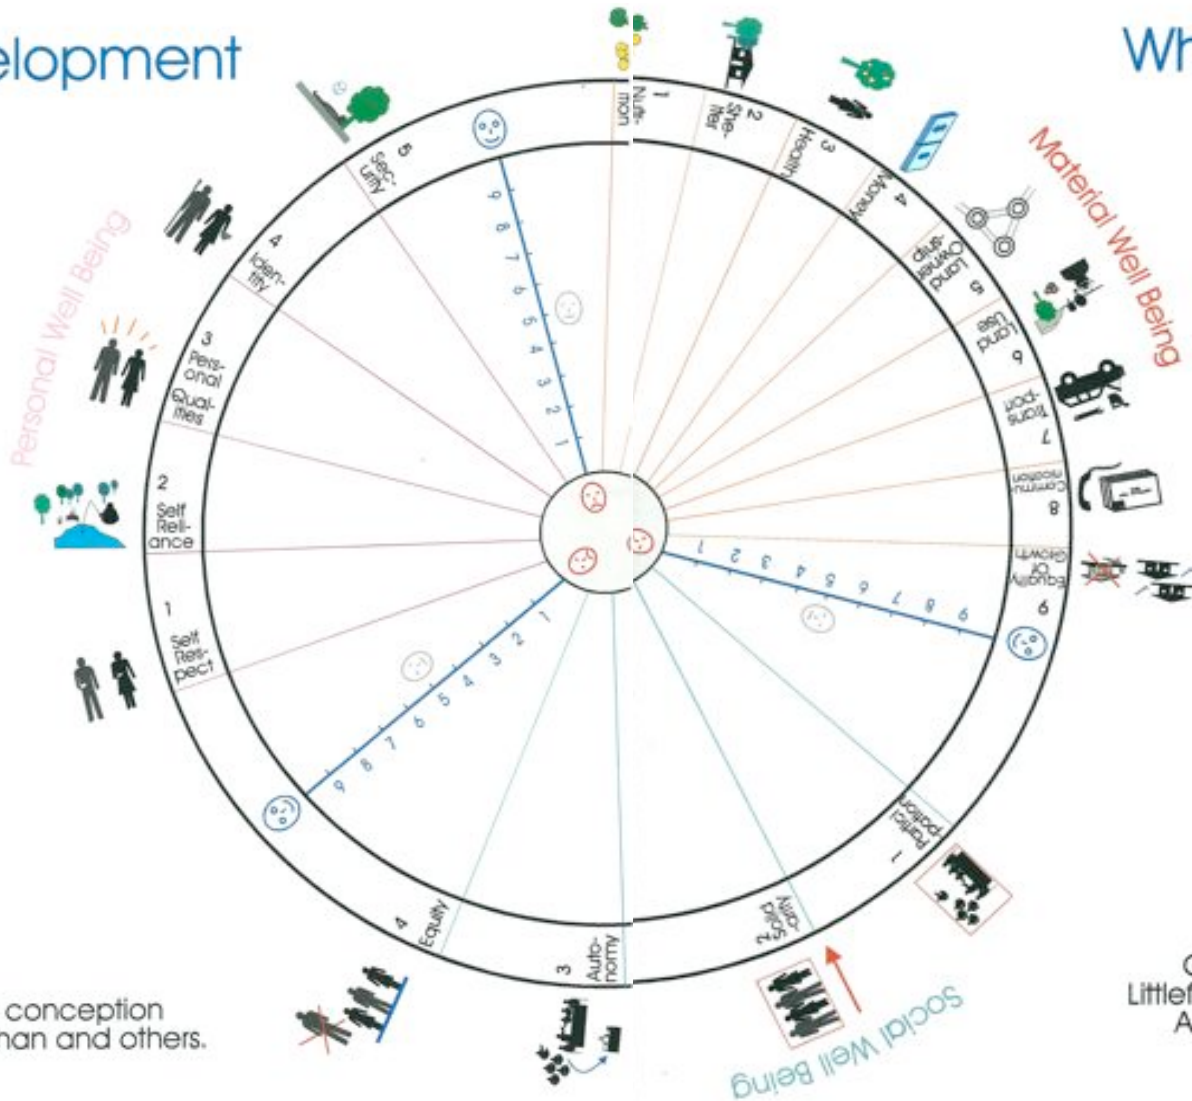 elopment
Wh
Material Well Being
1
Nutri-
tion
2
She-
lter
3
Health
4
Money
5
Land
Owner
-ship
6
Land
Use
7
Trans
-port
8
Commu-
nication
9
Equality
Of
Growth
Personal Well Being
5
Sec-
urity
4
Iden-
tity
3
Pers-
onal
Qual-
ities
2
Self
Reli-
ance
1
Self
Res-
pect
Social Well Being
1
Partici
-pation
2
Solid
-arity
3
Auto-
nomy
4
Equity
9
8
7
6
5
4
3
2
1
1
2
3
4
5
6
7
8
9
1
2
3
4
5
6
7
8
9
conception
and others.